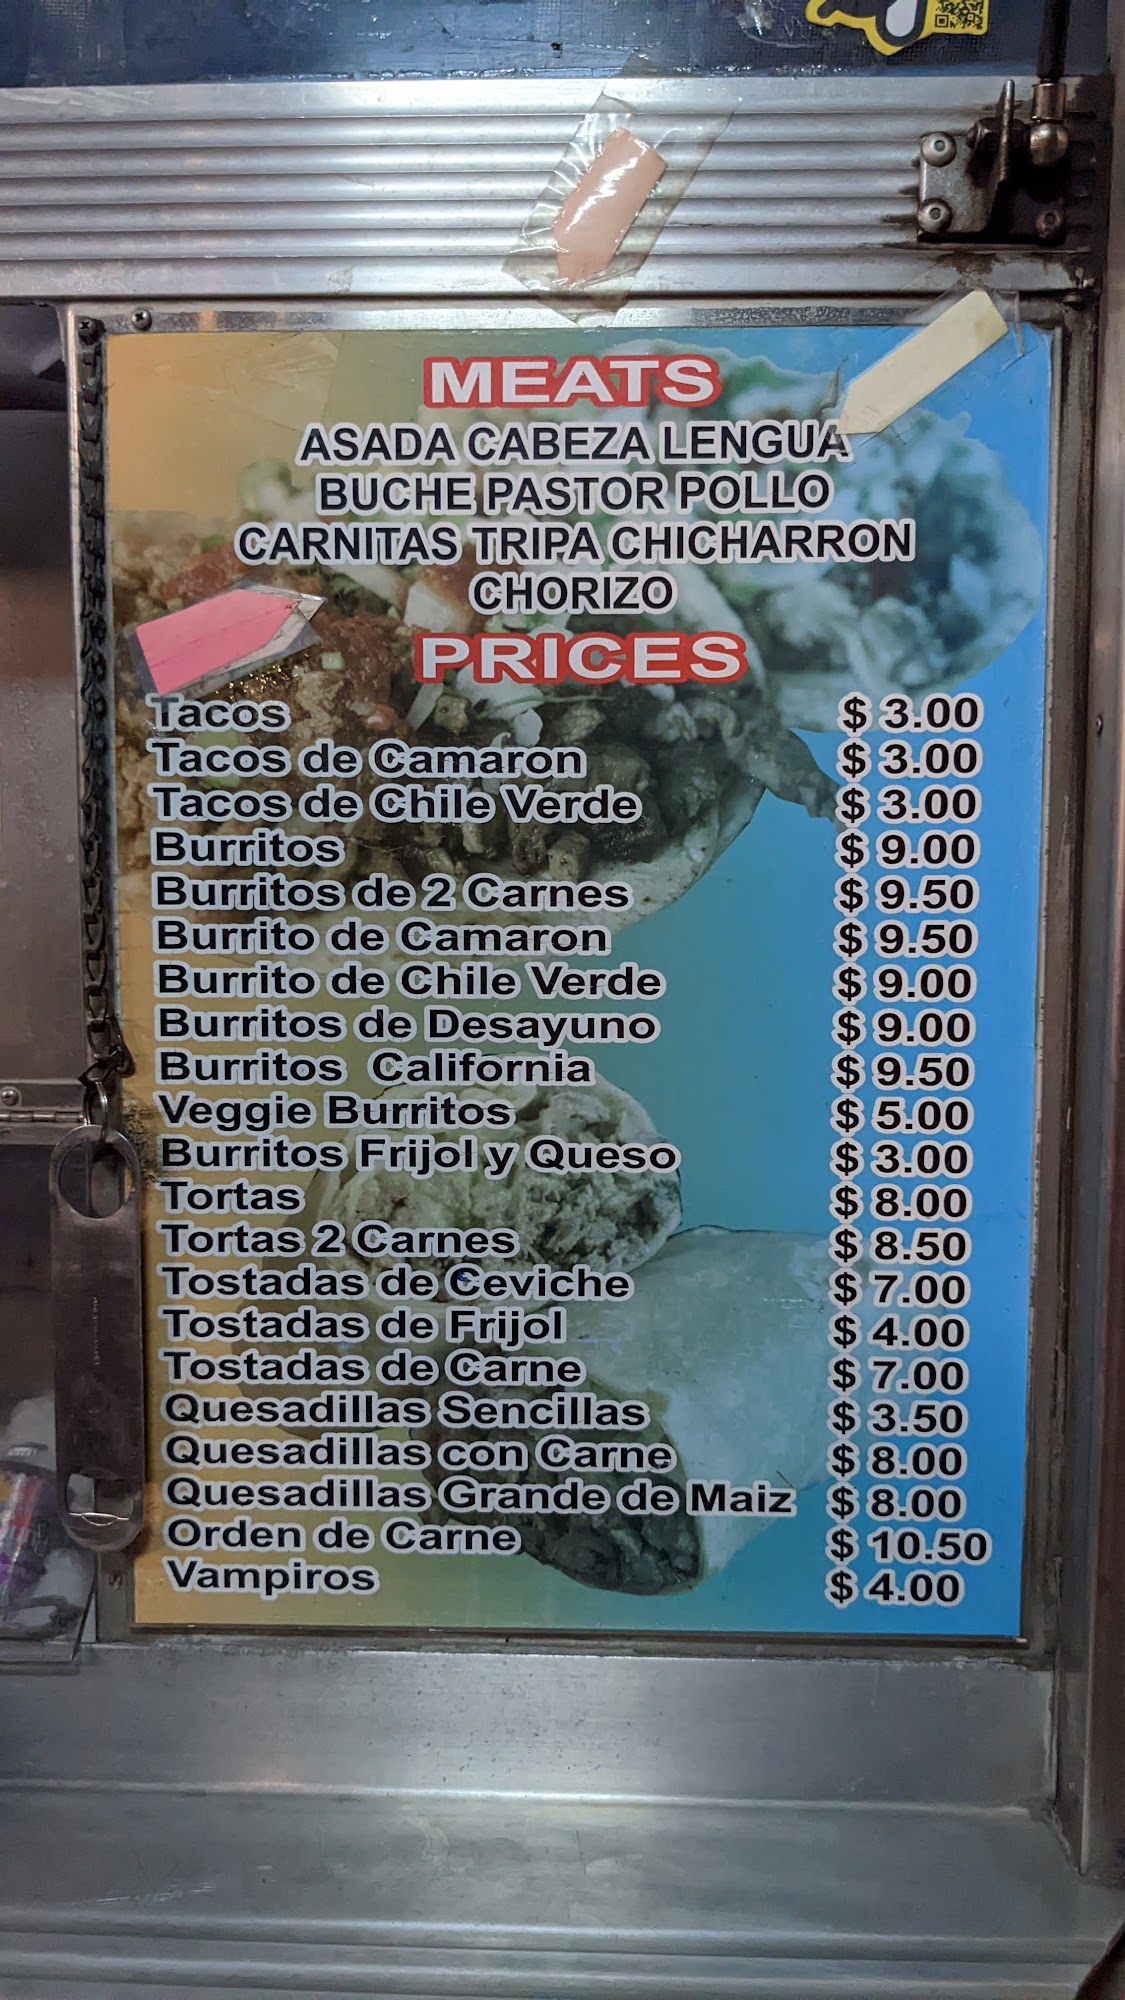 MEATS
ASADA CABEZA LENGUA
BUCHE PASTOR POLLO
CARNITAS TRIPA CHICHARRON
CHORIZO
PRICES
Tacos $ 3.00
Tacos de Camaron $ 3.00
Tacos de Chile Verde $ 3.00
Burritos $ 9.00
Burritos de 2 Carnes $ 9.50
Burrito de Camaron $ 9.50
Burrito de Chile Verde $ 9.00
Burritos de Desayuno $ 9.00
Burritos California $ 9.50
Veggie Burritos $ 5.00
Burritos Frijol y Queso $ 3.00
Tortas $ 8.00
Tortas 2 Carnes $ 8.50
Tostadas de Ceviche $ 7.00
Tostadas de Frijol $ 4.00
Tostadas de Carne $ 7.00
Quesadillas Sencillas $ 3.50
Quesadillas con Carne $ 8.00
Quesadillas Grande de Maiz $ 8.00
Orden de Carne $ 10.50
Vampiros $ 4.00